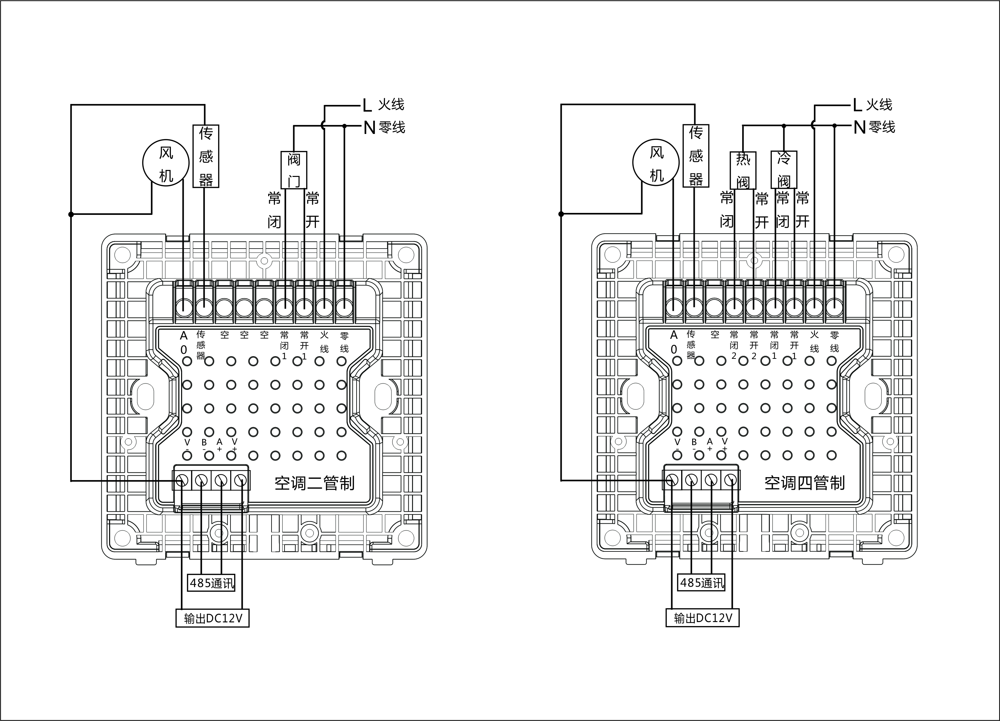 L 火线
N 零线
传感器
风机
阀门
常闭
常开
A0
传感器
空
空
空
常闭1
常开1
火线
零线
V-
B-
A+
V+
空调二管制
485通讯
输出DC12V
L 火线
N 零线
传感器
风机
热阀
冷阀
常闭
常开
常闭
常开
A0
传感器
空
常闭2
常开2
常闭1
常开1
火线
零线
V-
B-
A+
V+
空调四管制
485通讯
输出DC12V